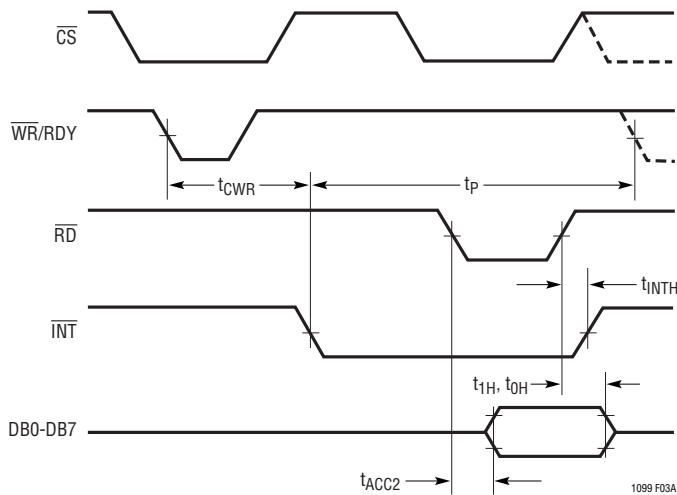 CS
WR/RDY
tCWR
tP
RD
tINTH
INT
t1H, t0H
DB0-DB7
tACC2
1099 F03A